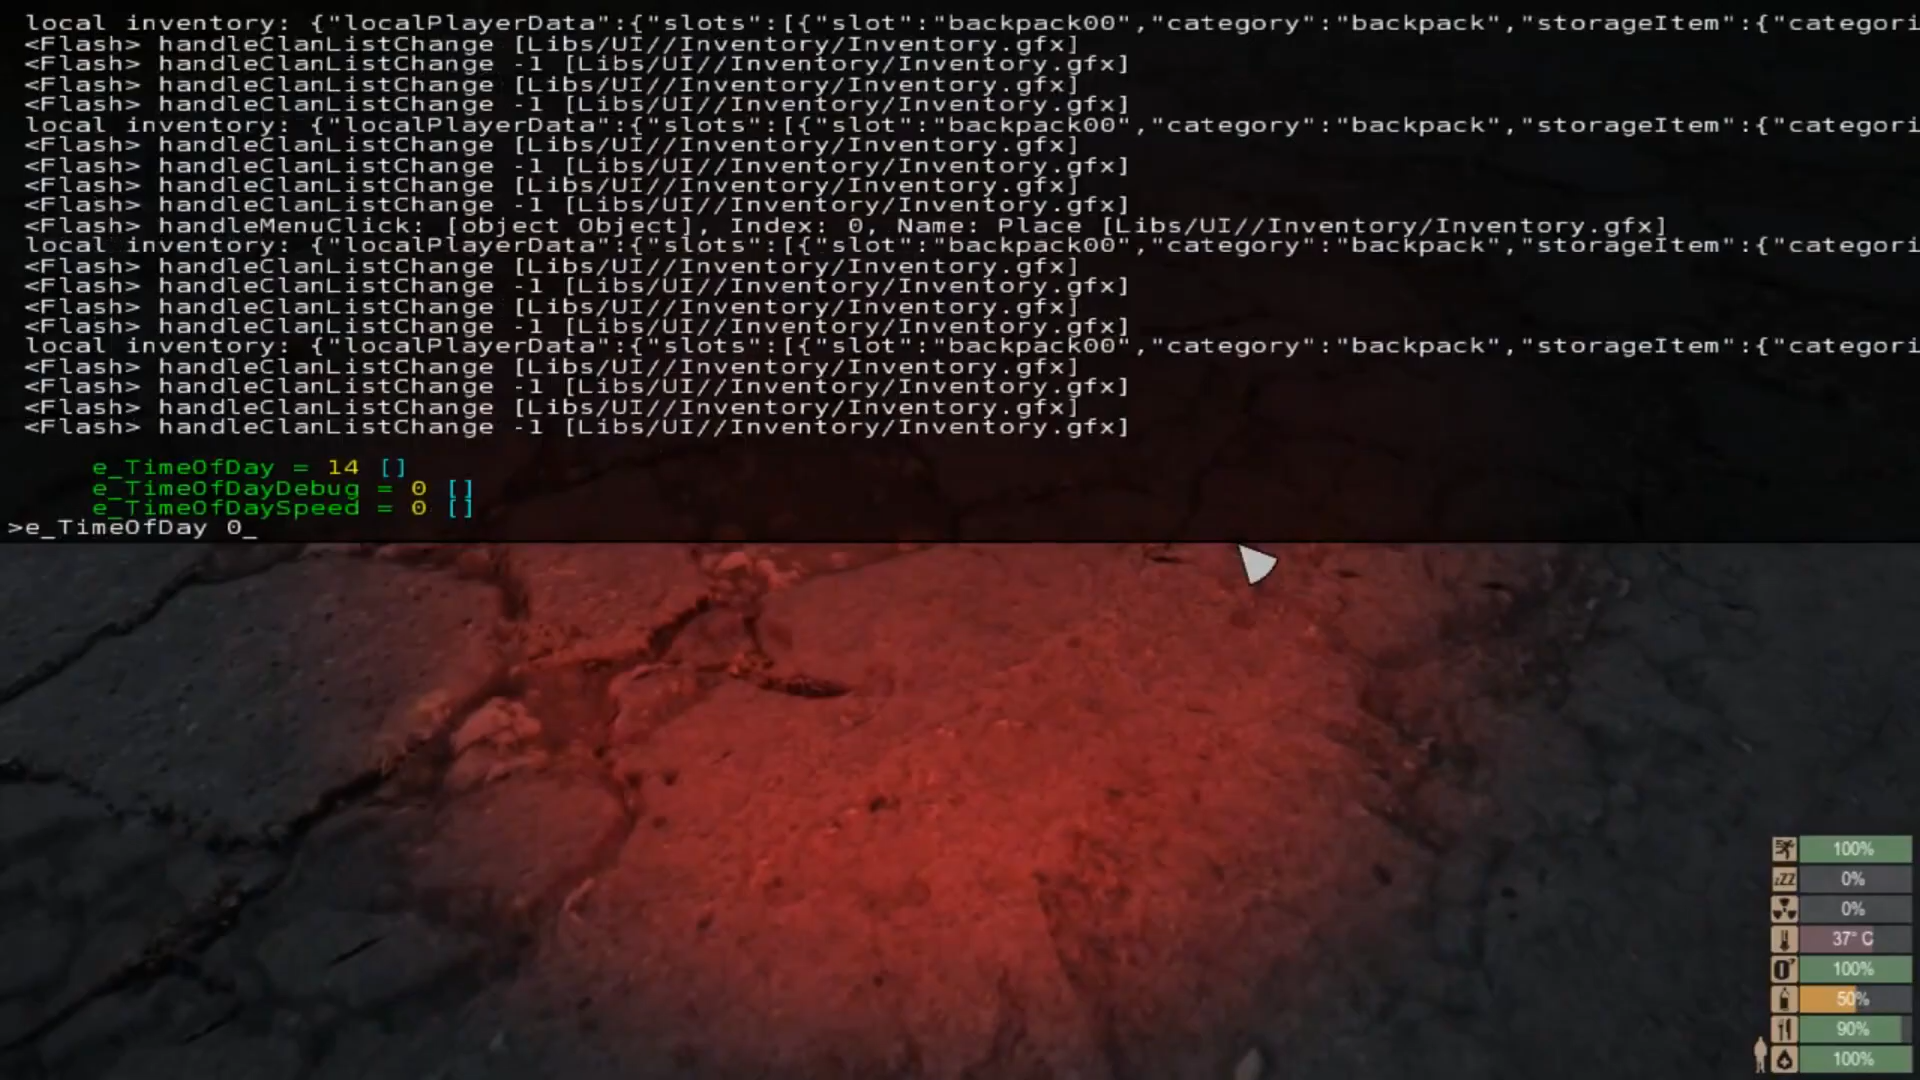 local inventory: {"localPlayerData":{"slots":[{"slot":"backpack00","category":"backpack","storageItem":{"categori
<Flash> handleClanListChange [Libs/UI//Inventory/Inventory.gfx]
<Flash> handleClanListChange -1 [Libs/UI//Inventory/Inventory.gfx]
<Flash> handleClanListChange [Libs/UI//Inventory/Inventory.gfx]
<Flash> handleClanListChange -1 [Libs/UI//Inventory/Inventory.gfx]
local inventory: {"localPlayerData":{"slots":[{"slot":"backpack00","category":"backpack","storageItem":{"categori
<Flash> handleClanListChange [Libs/UI//Inventory/Inventory.gfx]
<Flash> handleClanListChange -1 [Libs/UI//Inventory/Inventory.gfx]
<Flash> handleClanListChange [Libs/UI//Inventory/Inventory.gfx]
<Flash> handleClanListChange -1 [Libs/UI//Inventory/Inventory.gfx]
<Flash> handleMenuClick: [object Object], Index: 0, Name: Place [Libs/UI//Inventory/Inventory.gfx]
local inventory: {"localPlayerData":{"slots":[{"slot":"backpack00","category":"backpack","storageItem":{"categori
<Flash> handleClanListChange [Libs/UI//Inventory/Inventory.gfx]
<Flash> handleClanListChange -1 [Libs/UI//Inventory/Inventory.gfx]
<Flash> handleClanListChange [Libs/UI//Inventory/Inventory.gfx]
<Flash> handleClanListChange -1 [Libs/UI//Inventory/Inventory.gfx]
local inventory: {"localPlayerData":{"slots":[{"slot":"backpack00","category":"backpack","storageItem":{"categori
<Flash> handleClanListChange [Libs/UI//Inventory/Inventory.gfx]
<Flash> handleClanListChange -1 [Libs/UI//Inventory/Inventory.gfx]
<Flash> handleClanListChange [Libs/UI//Inventory/Inventory.gfx]
<Flash> handleClanListChange -1 [Libs/UI//Inventory/Inventory.gfx]
e_TimeOfDay = 14 []
e_TimeOfDayDebug = 0 []
e_TimeOfDaySpeed = 0 []
>e_TimeOfDay 0_
100%
zZZ 0%
0%
37° C
100%
50%
90%
100%